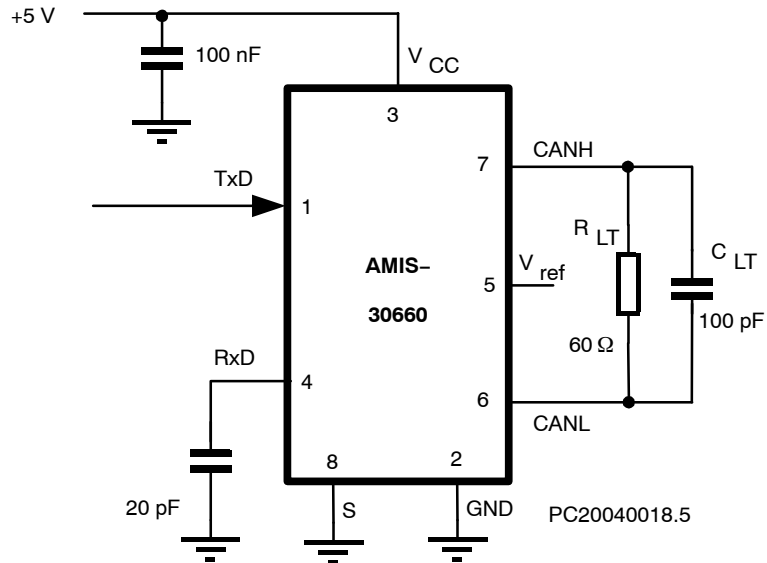 +5 V
100 nF
V CC
3
TxD
1
CANH
7
AMIS–
30660
V ref
5
R LT
60 Ω
C LT
100 pF
RxD
4
6
CANL
20 pF
8
S
2
GND
PC20040018.5